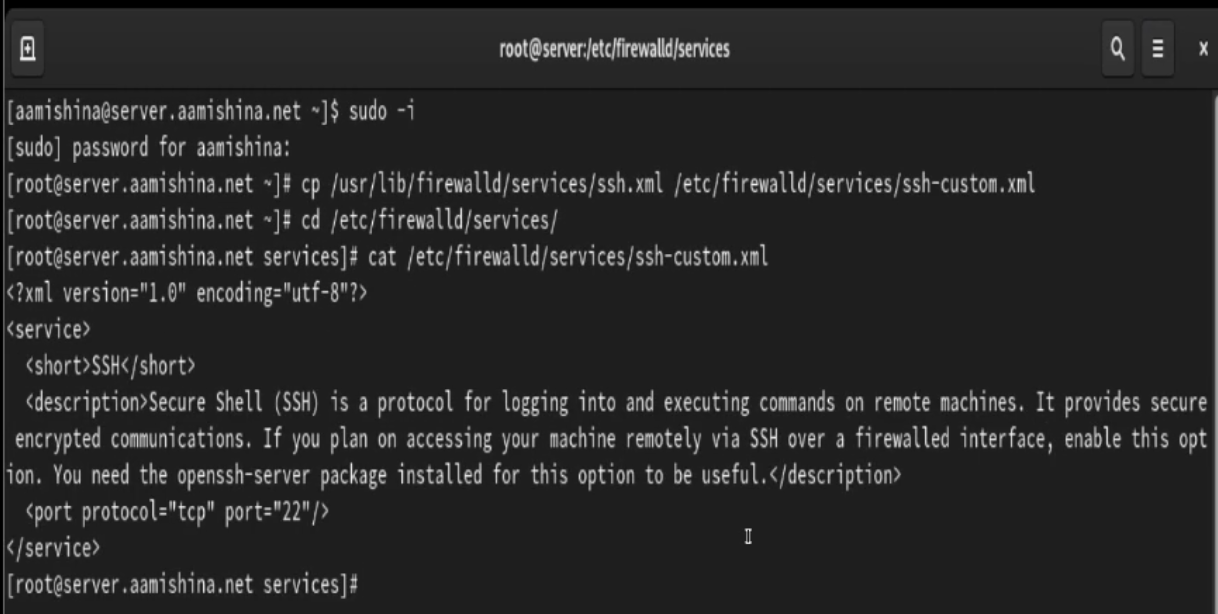 root@server:/etc/firewalld/services
[aamishina@server.aamishina.net ~]$ sudo -i
[sudo] password for aamishina:
[root@server.aamishina.net ~]# cp /usr/lib/firewalld/services/ssh.xml /etc/firewalld/services/ssh-custom.xml
[root@server.aamishina.net ~]# cd /etc/firewalld/services/
[root@server.aamishina.net services]# cat /etc/firewalld/services/ssh-custom.xml
<?xml version="1.0" encoding="utf-8"?>
<service>
  <short>SSH</short>
  <description>Secure Shell (SSH) is a protocol for logging into and executing commands on remote machines. It provides secure
 encrypted communications. If you plan on accessing your machine remotely via SSH over a firewalled interface, enable this opt
ion. You need the openssh-server package installed for this option to be useful.</description>
  <port protocol="tcp" port="22"/>
</service>
[root@server.aamishina.net services]#